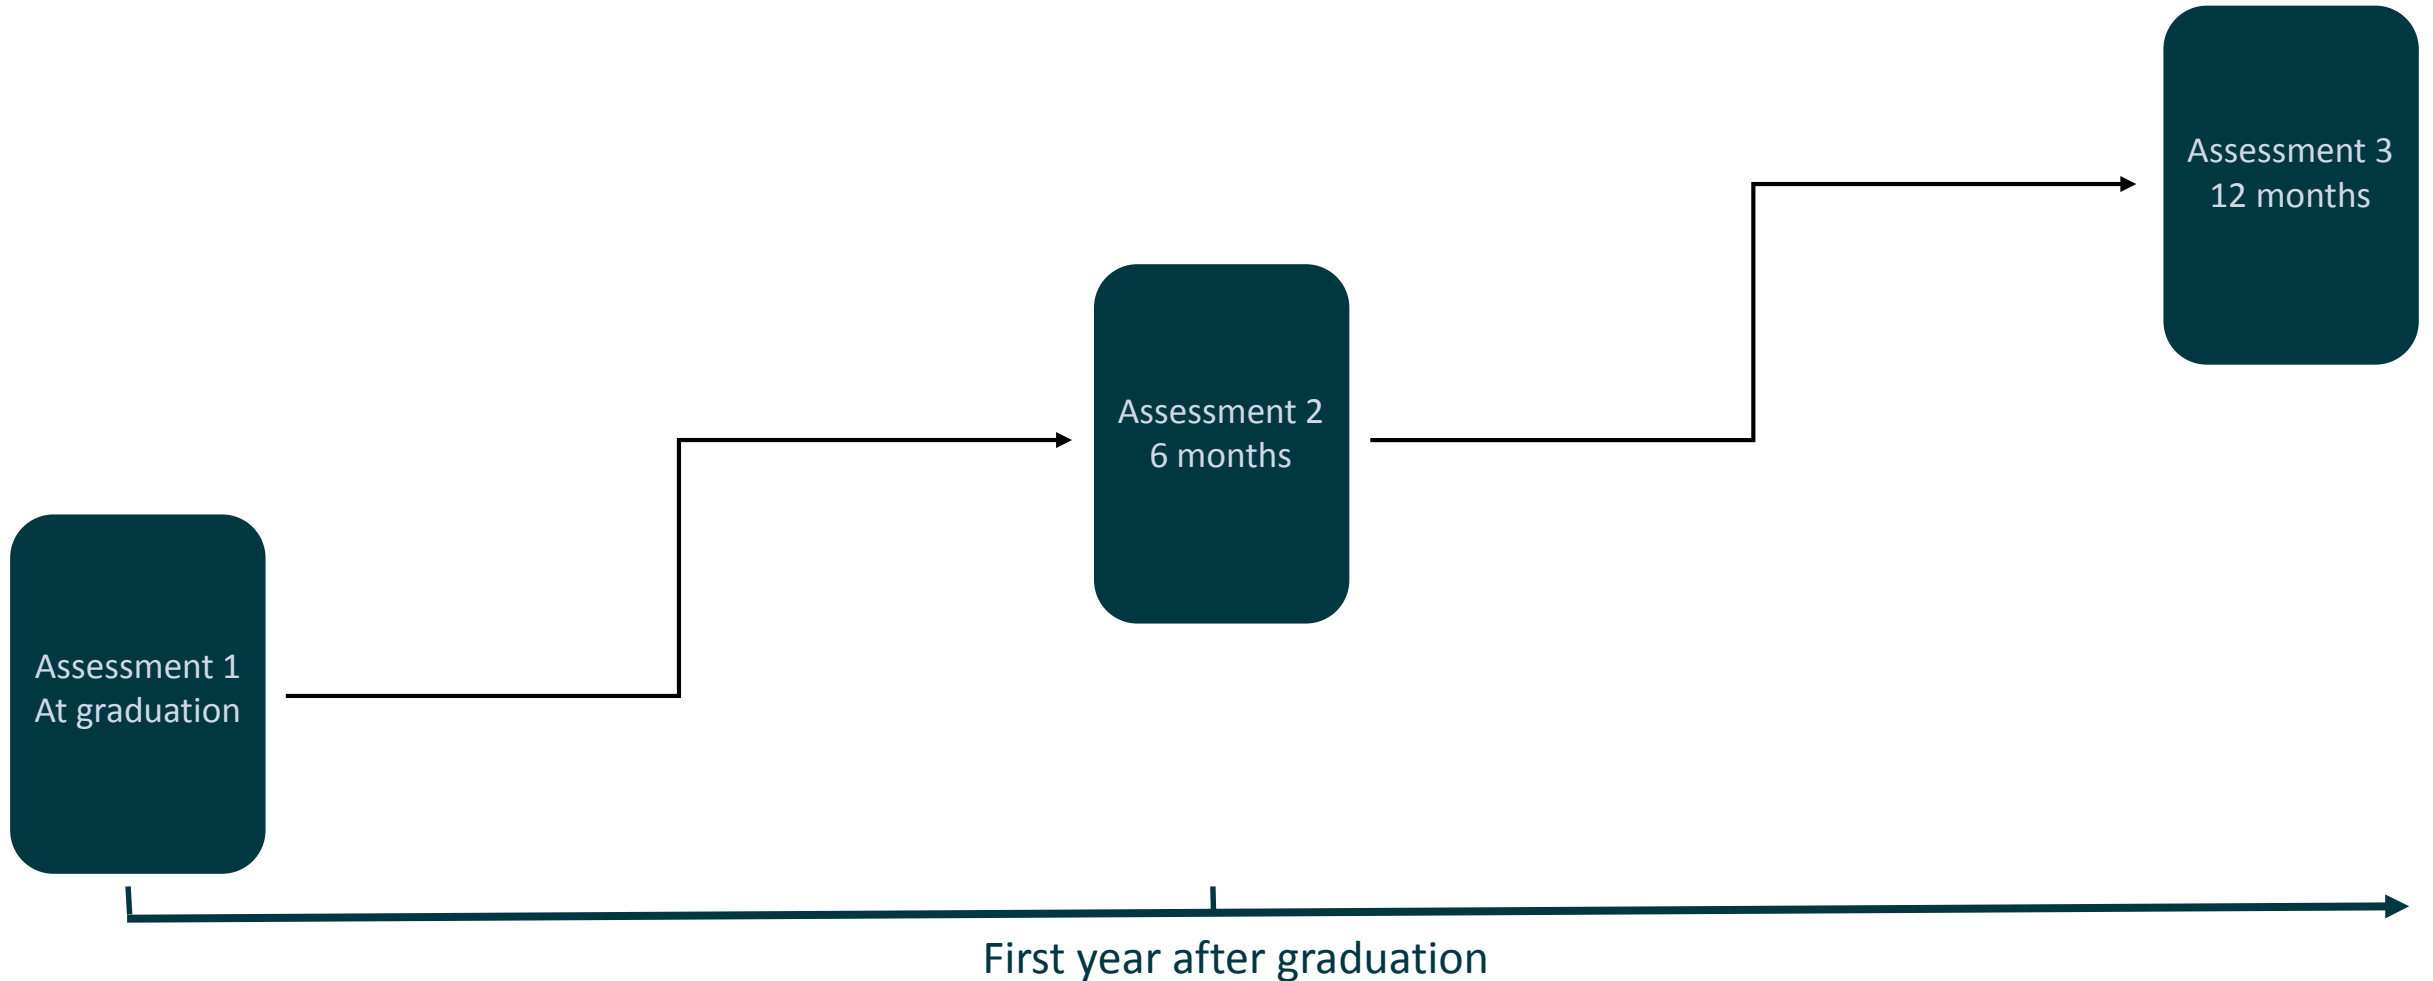 Assessment 1
At graduation
Assessment 2
6 months
Assessment 3
12 months
First year after graduation